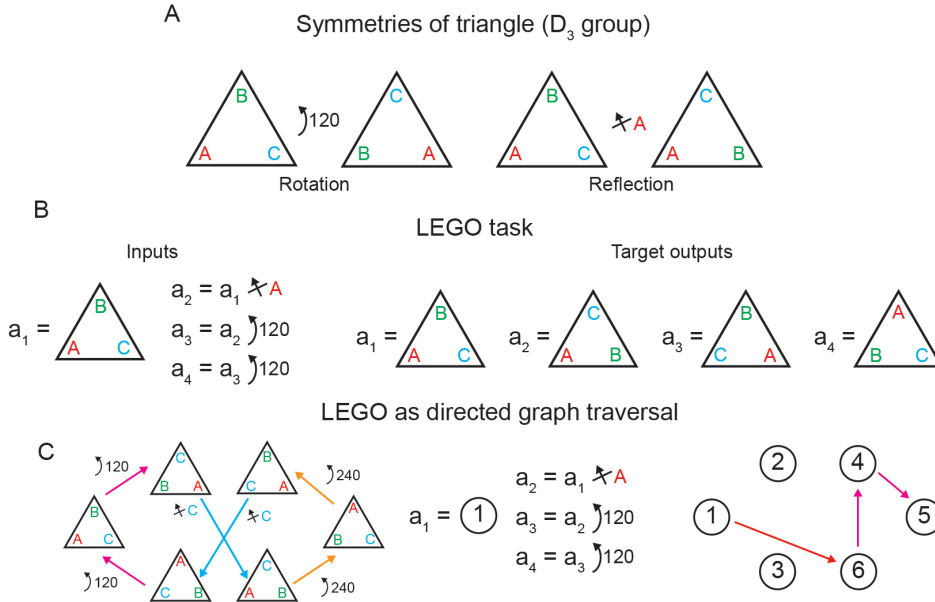 A
Symmetries of triangle (D3 group)
B
A C
120
C
B A
B
A C
A
C
A B
Rotation
Reflection
B
LEGO task
Inputs
Target outputs
a1 =
B
A C
a2 = a1 A
a3 = a2 120
a4 = a3 120
a1 =
B
A C
a2 =
C
A B
a3 =
B
C A
a4 =
A
B C
LEGO as directed graph traversal
C
120
C
B A
B
C A
240
B
A C
C
C
A
B C
120
A
C B
C
A B
240
a1 = 1
a2 = a1 A
a3 = a2 120
a4 = a3 120
2
4
1
5
3
6